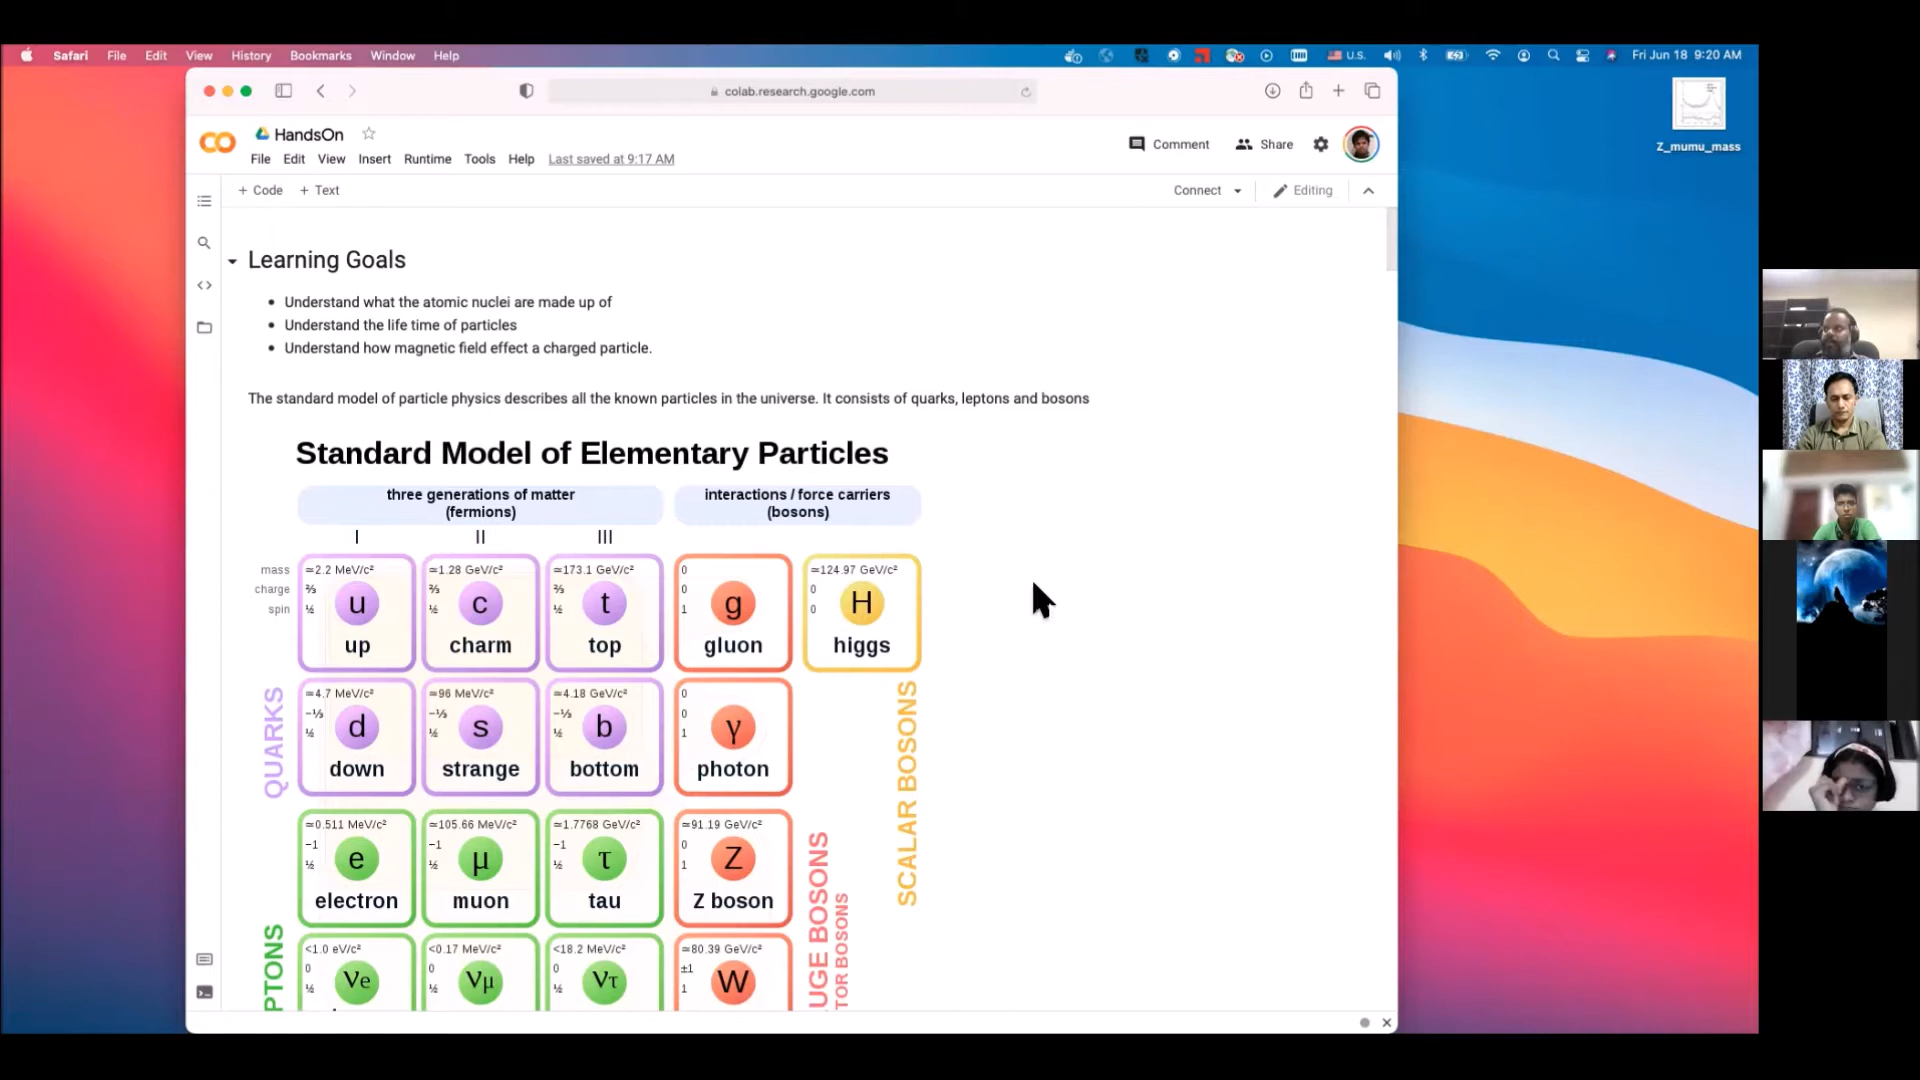 Safari File Edit View History Bookmarks Window Help
U.S.
Fri Jun 18 9:20 AM
colab.research.google.com
Z_mumu_mass
HandsOn
File Edit View Insert Runtime Tools Help Last saved at 9:17 AM
Comment
Share
+ Code + Text
Connect
Editing
Learning Goals
• Understand what the atomic nuclei are made up of
• Understand the life time of particles
• Understand how magnetic field effect a charged particle.
The standard model of particle physics describes all the known particles in the universe. It consists of quarks, leptons and bosons
Standard Model of Elementary Particles
three generations of matter
(fermions)
interactions / force carriers
(bosons)
I II III
mass
charge
spin
≃2.2 MeV/c²
⅔
½
u
up
≃1.28 GeV/c²
⅔
½
c
charm
≃173.1 GeV/c²
⅔
½
t
top
0
0
1
g
gluon
≃124.97 GeV/c²
0
0
H
higgs
QUARKS
≃4.7 MeV/c²
−⅓
½
d
down
≃96 MeV/c²
−⅓
½
s
strange
≃4.18 GeV/c²
−⅓
½
b
bottom
0
0
1
γ
photon
SCALAR BOSONS
≃0.511 MeV/c²
−1
½
e
electron
≃105.66 MeV/c²
−1
½
μ
muon
≃1.7768 GeV/c²
−1
½
τ
tau
≃91.19 GeV/c²
0
1
Z
Z boson
PTONS
<1.0 eV/c²
0
½
νe
<0.17 MeV/c²
0
½
νμ
<18.2 MeV/c²
0
½
ντ
≃80.39 GeV/c²
±1
1
W
UGE BOSONS
TOR BOSONS